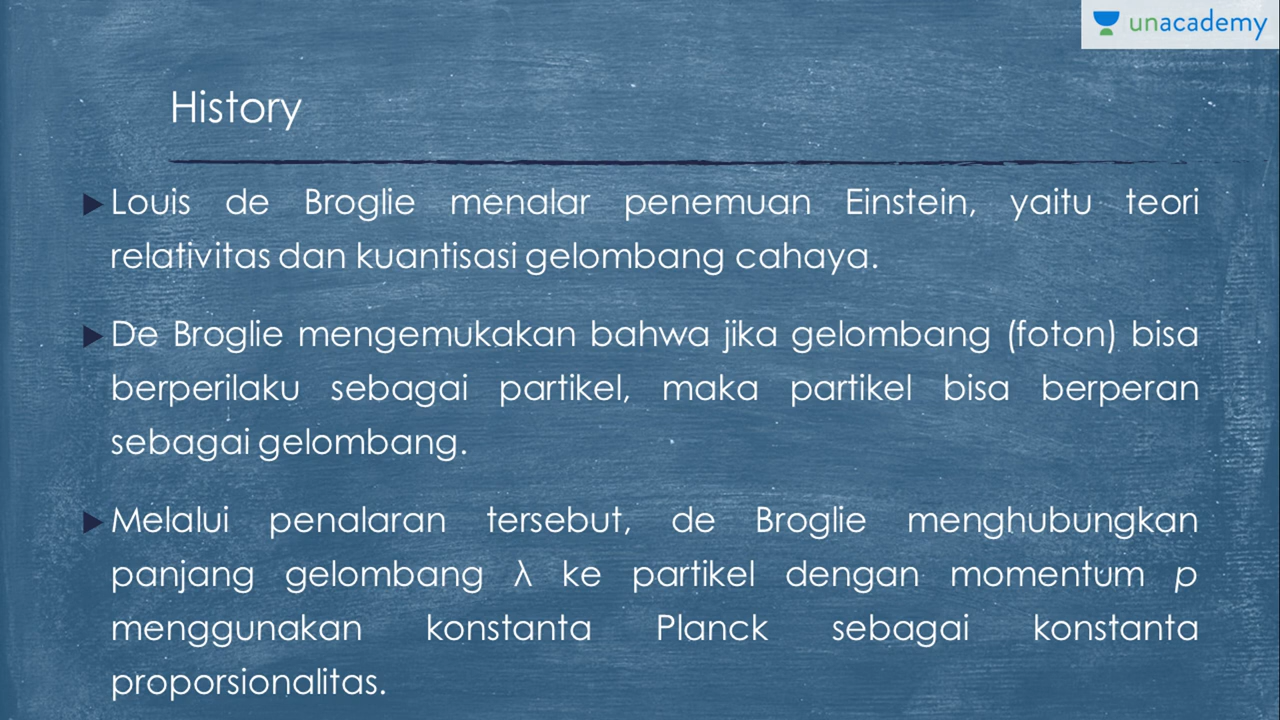 unacademy
History
Louis de Broglie menalar penemuan Einstein, yaitu teori
relativitas dan kuantisasi gelombang cahaya.
De Broglie mengemukakan bahwa jika gelombang (foton) bisa
berperilaku sebagai partikel, maka partikel bisa berperan
sebagai gelombang.
Melalui penalaran tersebut, de Broglie menghubungkan
panjang gelombang λ ke partikel dengan momentum p
menggunakan konstanta Planck sebagai konstanta
proporsionalitas.